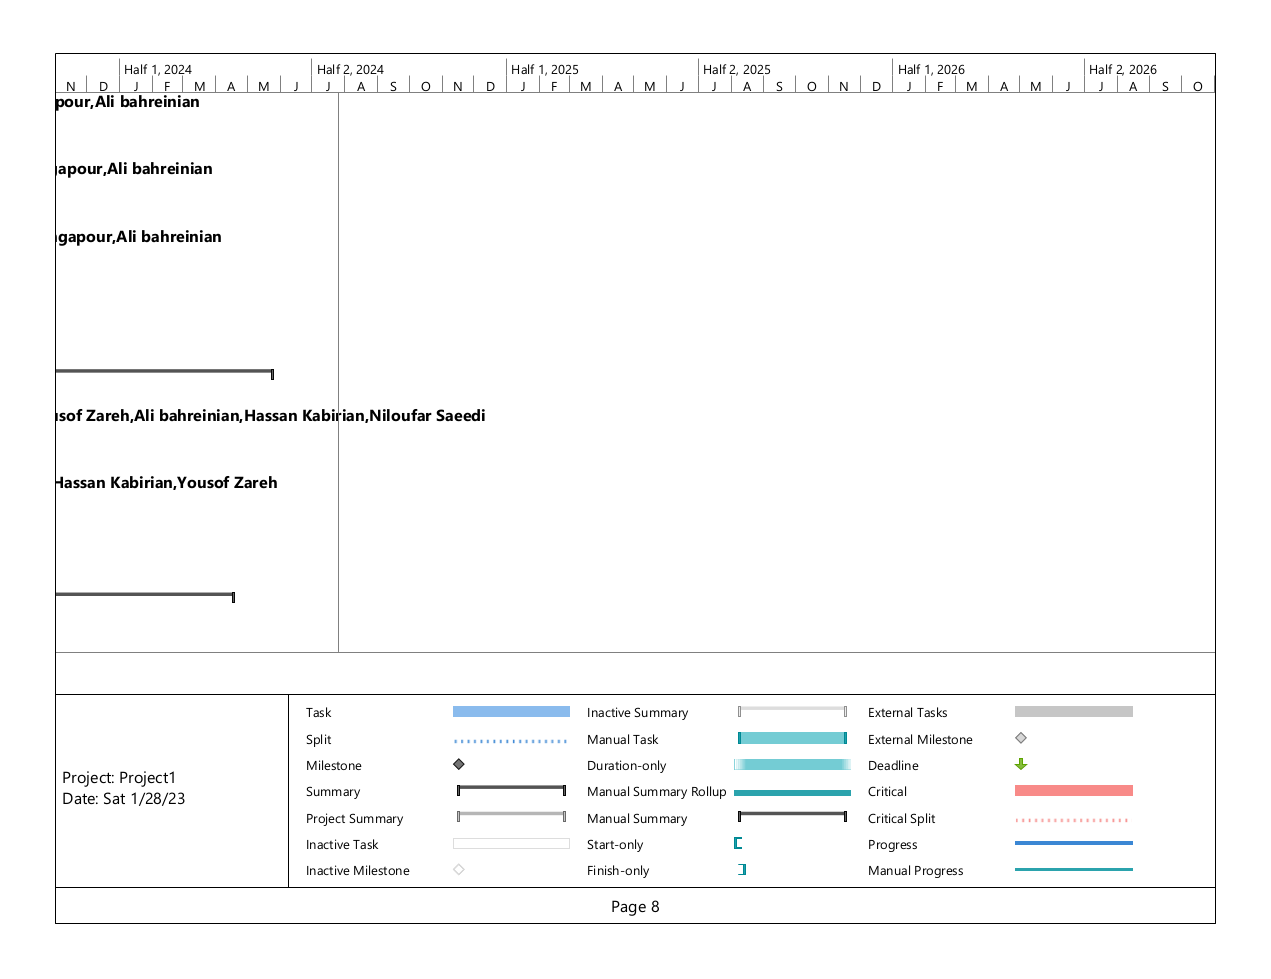 Half 1, 2024 Half 2, 2024 Half 1, 2025 Half 2, 2025 Half 1, 2026 Half 2, 2026
N D J F M A M J J A S O N D J F M A M J J A S O N D J F M A M J J A S O
pour,Ali bahreinian
gapour,Ali bahreinian
gapour,Ali bahreinian
usof Zareh,Ali bahreinian,Hassan Kabirian,Niloufar Saeedi
Hassan Kabirian,Yousof Zareh
Project: Project1
Date: Sat 1/28/23
Task Inactive Summary External Tasks
Split Manual Task External Milestone
Milestone Duration-only Deadline
Summary Manual Summary Rollup Critical
Project Summary Manual Summary Critical Split
Inactive Task Start-only Progress
Inactive Milestone Finish-only Manual Progress
Page 8